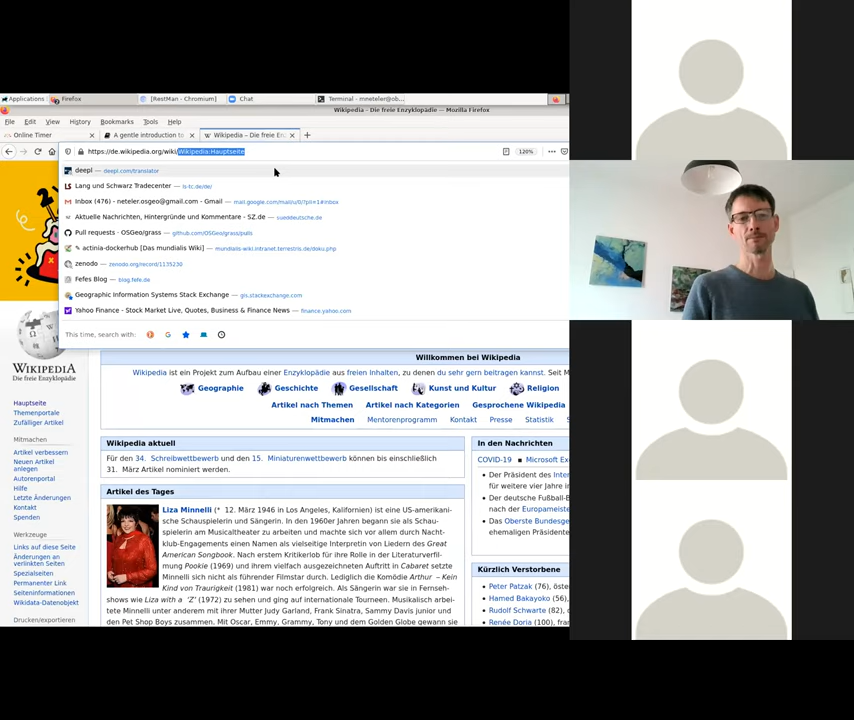 Applications
Firefox
[RestMan - Chromium]
Chat
Terminal - mneteler@ob...
Wikipedia – Die freie Enzyklopädie — Mozilla Firefox
File Edit View History Bookmarks Tools Help
Online Timer
A gentle introduction to
Wikipedia – Die freie En
https://de.wikipedia.org/wiki/Wikipedia:Hauptseite
120%
deepl — deepl.com/translator
Lang und Schwarz Tradecenter — ls-tc.de/de/
Inbox (476) - neteler.osgeo@gmail.com - Gmail — mail.google.com/mail/u/0/?plix=1#inbox
Aktuelle Nachrichten, Hintergründe und Kommentare - SZ.de — sueddeutsche.de
Pull requests · OSGeo/grass — github.com/OSGeo/grass/pulls
actinia-dockerhub [Das mundialis Wiki] — mundialis-wiki.intranet.terrestris.de/doku.php
zenodo — zenodo.org/record/1135230
Fefes Blog — blog.fefe.de
Geographic Information Systems Stack Exchange — gis.stackexchange.com
Yahoo Finance - Stock Market Live, Quotes, Business & Finance News — finance.yahoo.com
This time, search with:
WIKIPEDIA
Die freie Enzyklopädie
Hauptseite
Themenportale
Zufälliger Artikel
Mitmachen
Artikel verbessern
Neuen Artikel
anlegen
Autorenportal
Hilfe
Letzte Änderungen
Kontakt
Spenden
Werkzeuge
Links auf diese Seite
Änderungen an
verlinkten Seiten
Spezialseiten
Permanenter Link
Seiteninformationen
Wikidata-Datenobjekt
Drucken/exportieren
Willkommen bei Wikipedia
Wikipedia ist ein Projekt zum Aufbau einer Enzyklopädie aus freien Inhalten, zu denen du sehr gern beitragen kannst. Seit M
Geographie Geschichte Gesellschaft Kunst und Kultur Religion
Artikel nach Themen Artikel nach Kategorien Gesprochene Wikipedia
Mitmachen Mentorenprogramm Kontakt Presse Statistik S
Wikipedia aktuell
Für den 34. Schreibwettbewerb und den 15. Miniaturenwettbewerb können bis einschließlich
31. März Artikel nominiert werden.
Artikel des Tages
Liza Minnelli (* 12. März 1946 in Los Angeles, Kalifornien) ist eine US-amerikani-
sche Schauspielerin und Sängerin. In den 1960er Jahren begann sie als Schau-
spielerin am Musicaltheater zu arbeiten und machte sich vor allem durch Nacht-
klub-Engagements einen Namen als vielseitige Interpretin von Liedern des Great
American Songbook. Nach ersten Kritikerlob für ihre Rolle in der Literaturverfil-
mung Pookie (1969) und ihrem vielfach ausgezeichneten Auftritt in Cabaret setzte
Minnelli sich nicht als führender Filmstar durch. Lediglich die Komödie Arthur – Kein
Kind von Traurigkeit (1981) war noch erfolgreich. Als Sängerin war sie in Fernseh-
shows wie Liza with a 'Z' (1972) zu sehen und ging auf internationale Tourneen. Musikalisch arbei-
tete Minnelli unter anderem mit ihrer Mutter Judy Garland, Frank Sinatra, Sammy Davis junior und
den Pet Shop Boys zusammen. Mit Oscar, Emmy, Grammy, Tony und dem Golden Globe gewann sie
In den Nachrichten
COVID-19 ■ Microsoft Ex
Der Präsident des Inter
für weitere vier Jahre i
Der deutsche Fußball-B
nach der Europameiste
Das Oberste Bundesge
ehemaligen Präsidente
Kürzlich Verstorbene
Peter Patzak (76), öste
Hamed Bakayoko (56),
Rudolf Schwarte (82),
Renée Doria (100), fra